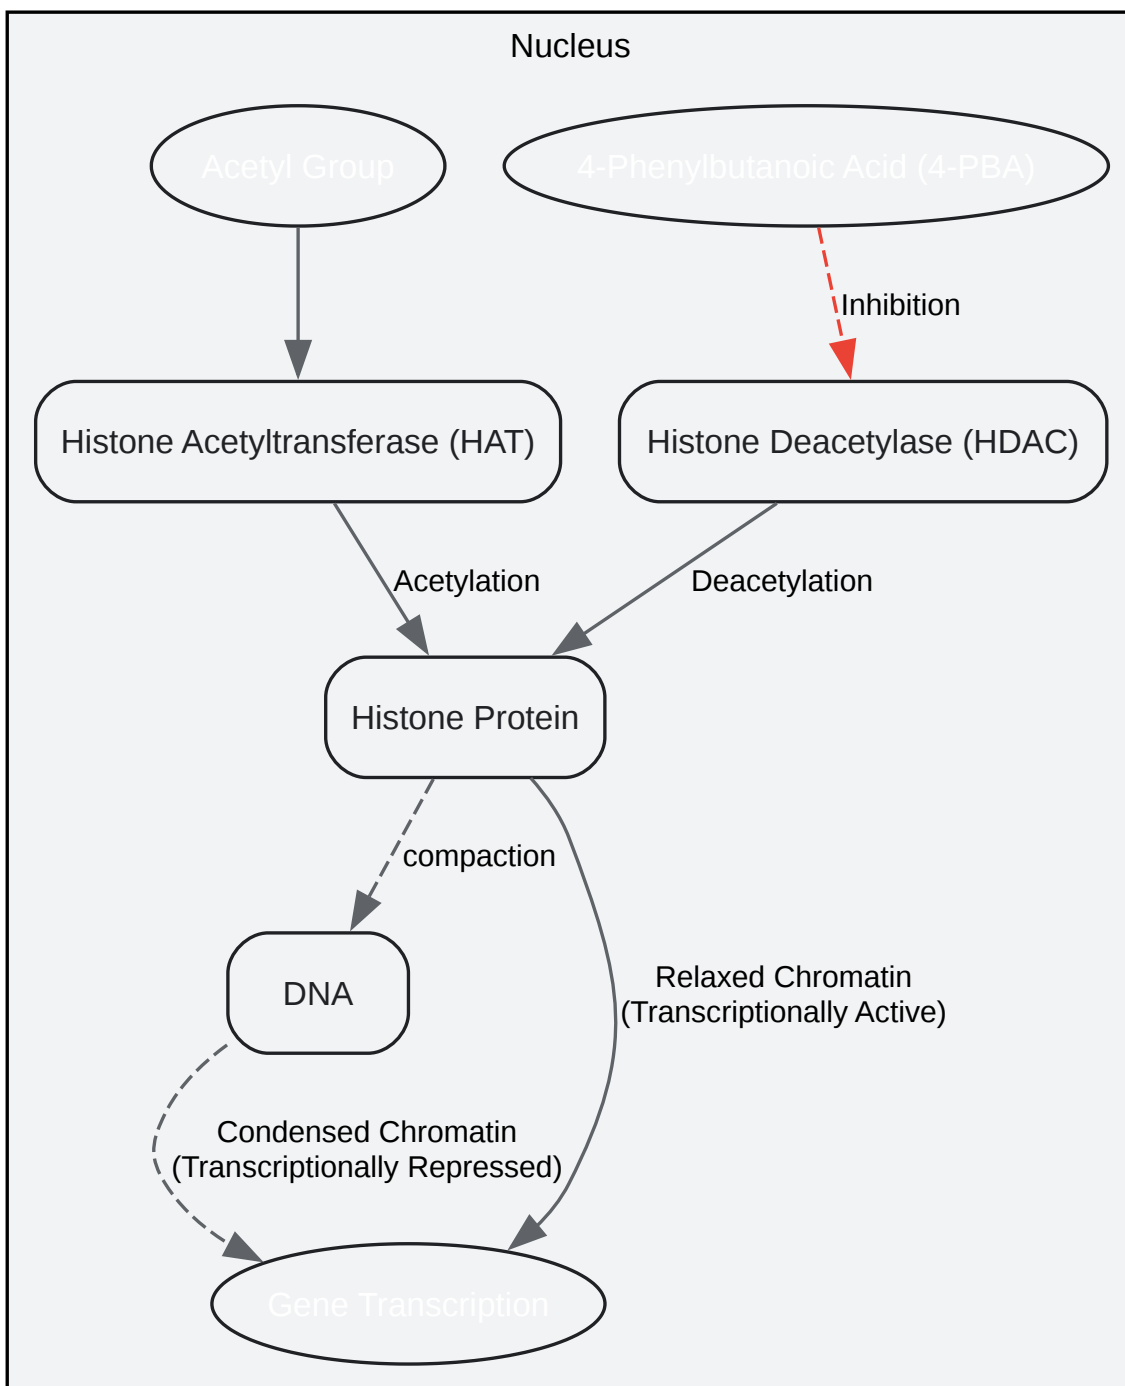 Nucleus
Acetyl Group
4-Phenylbutanoic Acid (4-PBA)
Inhibition
Histone Acetyltransferase (HAT)
Histone Deacetylase (HDAC)
Acetylation
Deacetylation
Histone Protein
compaction
DNA
Relaxed Chromatin
(Transcriptionally Active)
Condensed Chromatin
(Transcriptionally Repressed)
Gene Transcription